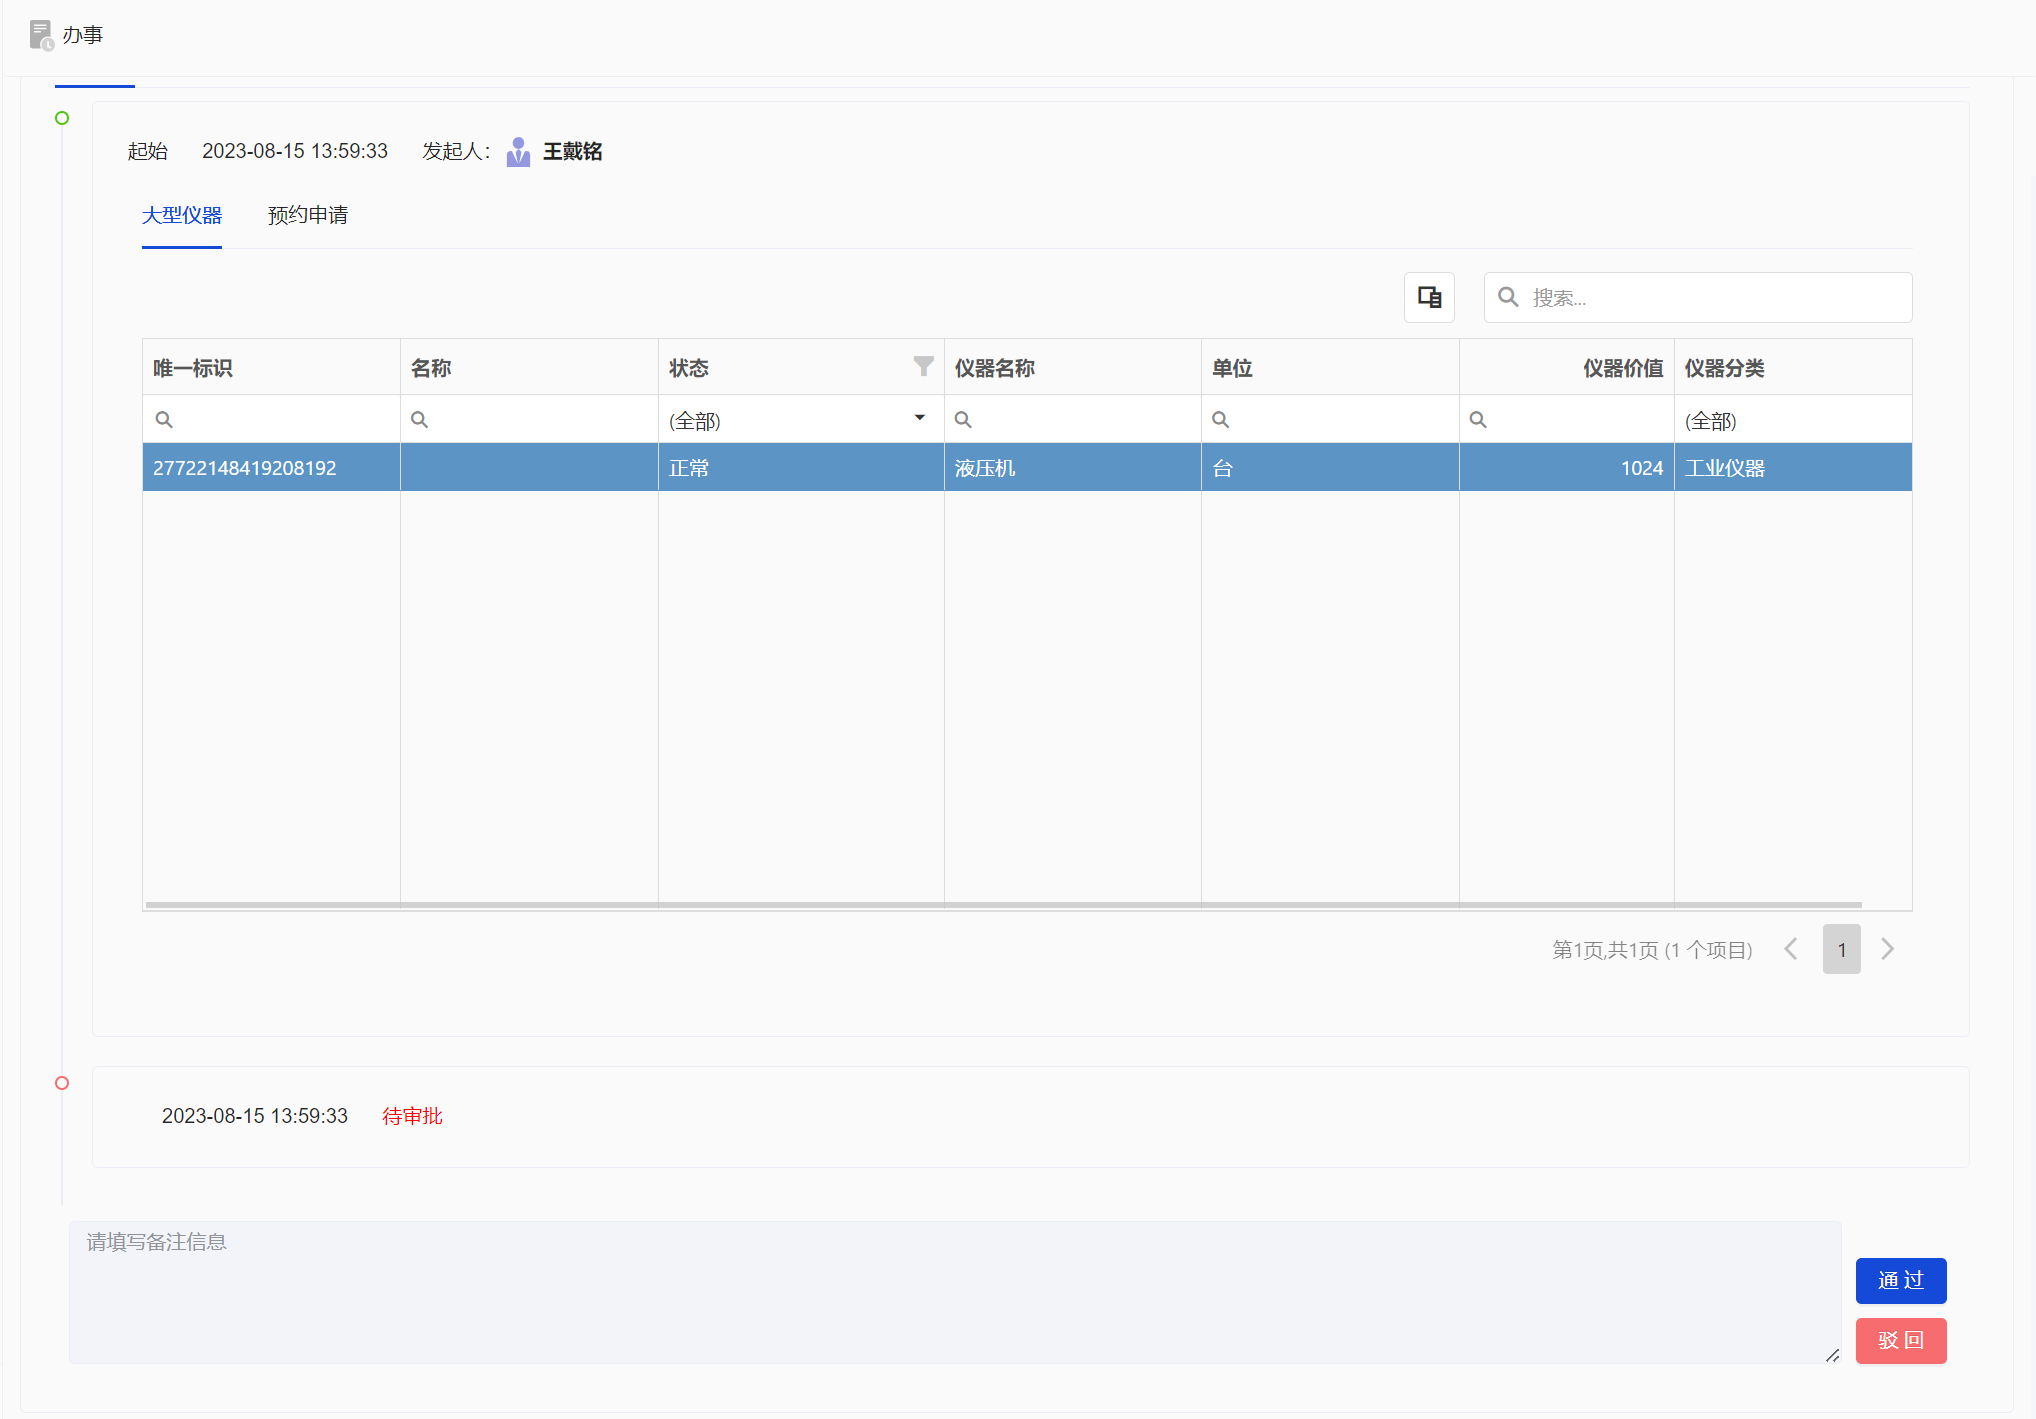 办事
起始 2023-08-15 13:59:33 发起人： 王戴铭
大型仪器 预约申请
搜索...
唯一标识 名称 状态 仪器名称 单位 仪器价值 仪器分类
(全部) (全部)
27722148419208192 正常 液压机 台 1024 工业仪器
第1页,共1页 (1 个项目) 1
2023-08-15 13:59:33 待审批
请填写备注信息
通 过
驳 回